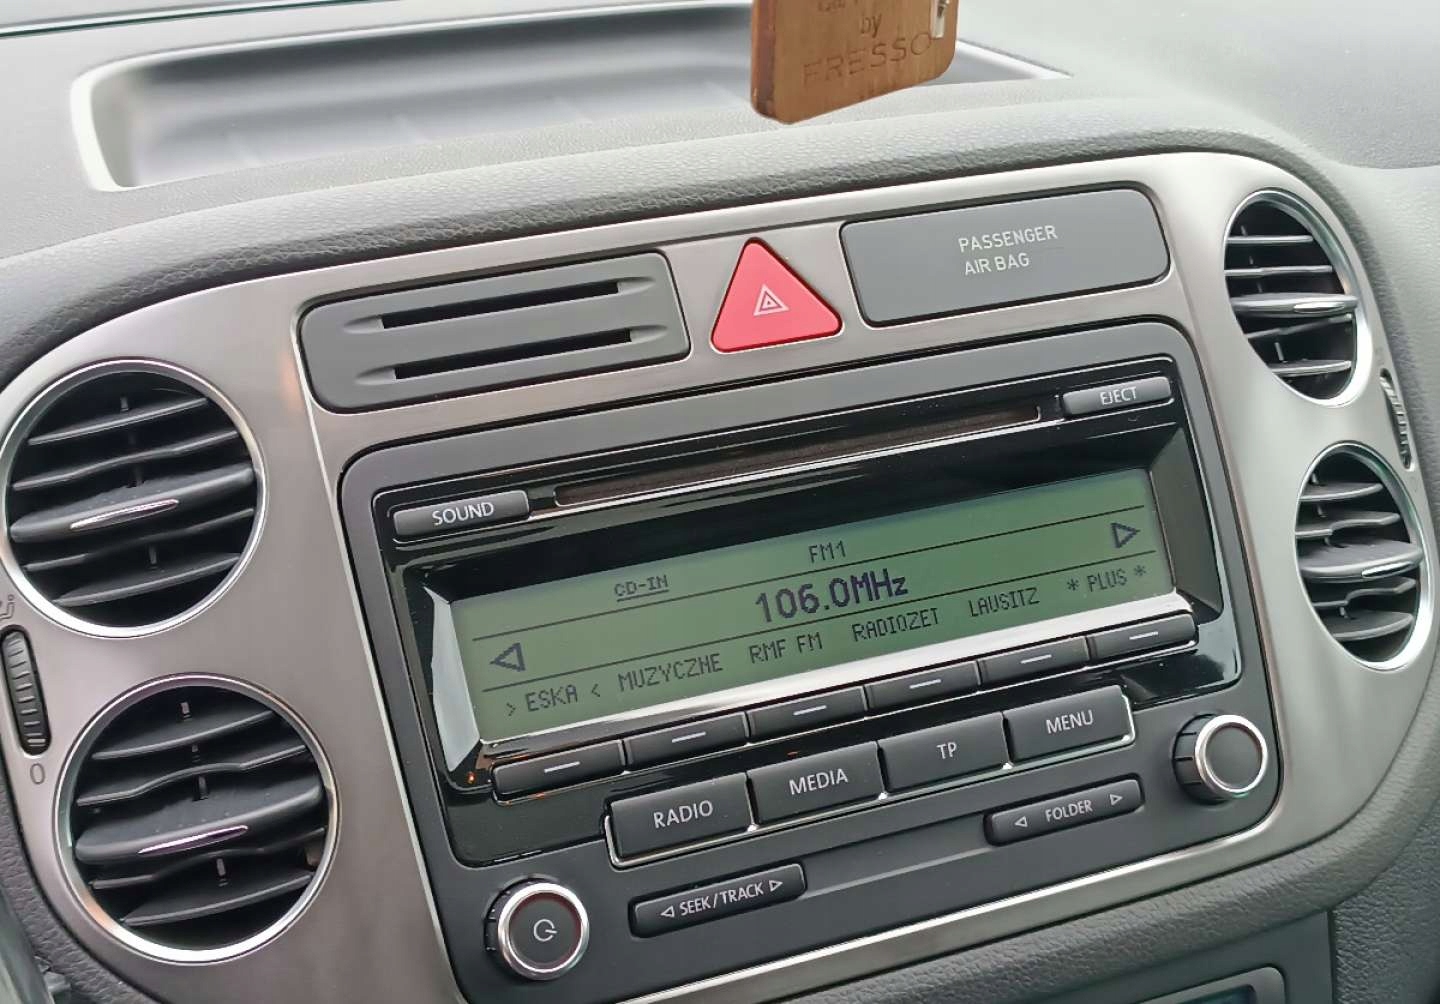 by
FRESSO
PASSENGER
AIR BAG
EJECT
SOUND
CD-IN
FM1
106.0MHz
> ESKA < MUZYCZNE RMF FM RADIOZET LAUSITZ * PLUS *
RADIO
MEDIA
TP
MENU
FOLDER
SEEK/TRACK
0